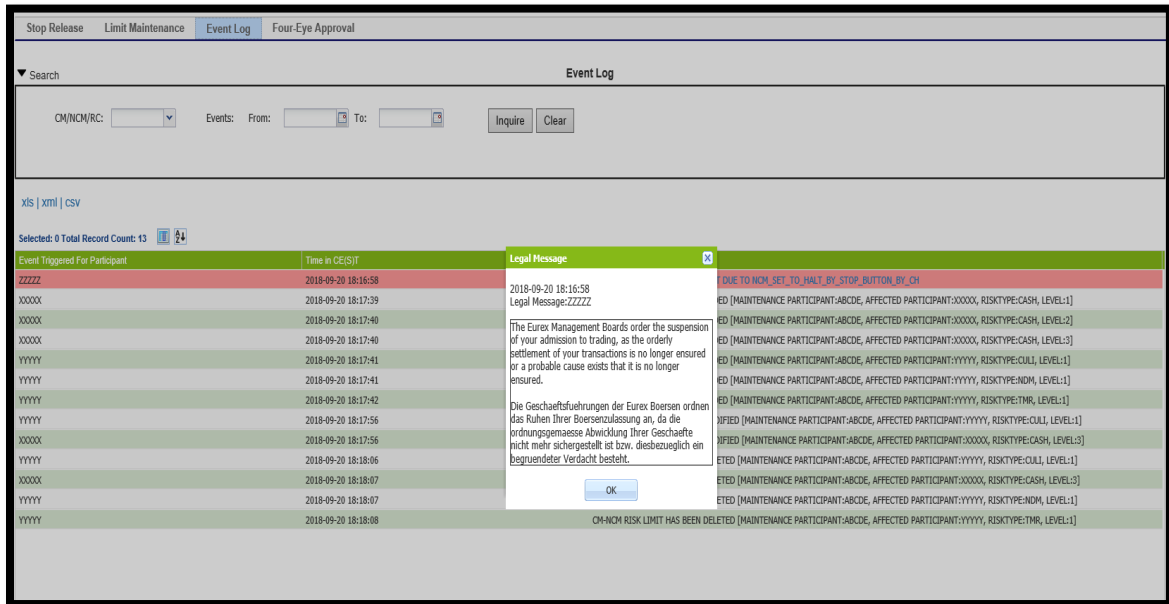 Stop Release Limit Maintenance Event Log Four-Eye Approval
Search Event Log
CM/NCM/RC: Events: From: To: Inquire Clear
xls | xml | csv
Selected: 0 Total Record Count: 13
Event Triggered For Participant Time in CE(S)T
ZZZZZ 2018-09-20 18:16:58 DUE TO NCM_SET_TO_HALT_BY_STOP_BUTTON_BY_CH
XXXXX 2018-09-20 18:17:39 ED [MAINTENANCE PARTICIPANT:ABCDE, AFFECTED PARTICIPANT:XXXXX, RISKTYPE:CASH, LEVEL:1]
XXXXX 2018-09-20 18:17:40 ED [MAINTENANCE PARTICIPANT:ABCDE, AFFECTED PARTICIPANT:XXXXX, RISKTYPE:CASH, LEVEL:2]
XXXXX 2018-09-20 18:17:40 ED [MAINTENANCE PARTICIPANT:ABCDE, AFFECTED PARTICIPANT:XXXXX, RISKTYPE:CASH, LEVEL:3]
YYYYY 2018-09-20 18:17:41 ED [MAINTENANCE PARTICIPANT:ABCDE, AFFECTED PARTICIPANT:YYYYY, RISKTYPE:CULI, LEVEL:1]
YYYYY 2018-09-20 18:17:41 ED [MAINTENANCE PARTICIPANT:ABCDE, AFFECTED PARTICIPANT:YYYYY, RISKTYPE:NDM, LEVEL:1]
YYYYY 2018-09-20 18:17:42 ED [MAINTENANCE PARTICIPANT:ABCDE, AFFECTED PARTICIPANT:YYYYY, RISKTYPE:TMR, LEVEL:1]
YYYYY 2018-09-20 18:17:56 DIFIED [MAINTENANCE PARTICIPANT:ABCDE, AFFECTED PARTICIPANT:YYYYY, RISKTYPE:CULI, LEVEL:1]
XXXXX 2018-09-20 18:17:56 DIFIED [MAINTENANCE PARTICIPANT:ABCDE, AFFECTED PARTICIPANT:XXXXX, RISKTYPE:CASH, LEVEL:3]
YYYYY 2018-09-20 18:18:06 ETED [MAINTENANCE PARTICIPANT:ABCDE, AFFECTED PARTICIPANT:YYYYY, RISKTYPE:CULI, LEVEL:1]
XXXXX 2018-09-20 18:18:07 ETED [MAINTENANCE PARTICIPANT:ABCDE, AFFECTED PARTICIPANT:XXXXX, RISKTYPE:CASH, LEVEL:3]
YYYYY 2018-09-20 18:18:07 ETED [MAINTENANCE PARTICIPANT:ABCDE, AFFECTED PARTICIPANT:YYYYY, RISKTYPE:NDM, LEVEL:1]
YYYYY 2018-09-20 18:18:08 CM-NCM RISK LIMIT HAS BEEN DELETED [MAINTENANCE PARTICIPANT:ABCDE, AFFECTED PARTICIPANT:YYYYY, RISKTYPE:TMR, LEVEL:1]
Legal Message
2018-09-20 18:16:58
Legal Message:ZZZZZ
The Eurex Management Boards order the suspension
of your admission to trading, as the orderly
settlement of your transactions is no longer ensured
or a probable cause exists that it is no longer
ensured.
Die Geschaeftsfuehrungen der Eurex Boersen ordnen
das Ruhen Ihrer Boersenzulassung an, da die
ordnungsgemaesse Abwicklung Ihrer Geschaefte
nicht mehr sichergestellt ist bzw. diesbezueglich ein
begruendeter Verdacht besteht.
OK